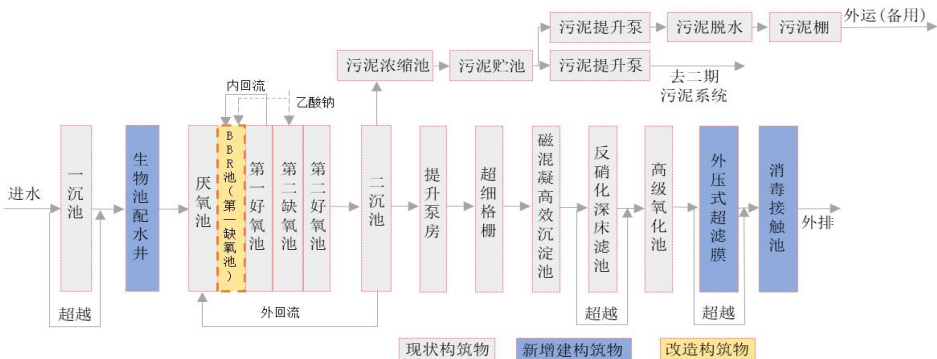 污泥提升泵
污泥脱水
污泥棚
外运(备用)
污泥浓缩池
污泥贮池
污泥提升泵
去二期
污泥系统
内回流
乙酸钠
进水
一沉池
超越
生物池配水井
厌氧池
BBR池(第一缺氧池)
第一好氧池
第二缺氧池
第二好氧池
外回流
二沉池
提升泵房
超细格栅
磁混凝高效沉淀池
反硝化深床滤池
超越
高级氧化池
外压式超滤膜
超越
消毒接触池
外排
现状构筑物
新增建构筑物
改造构筑物